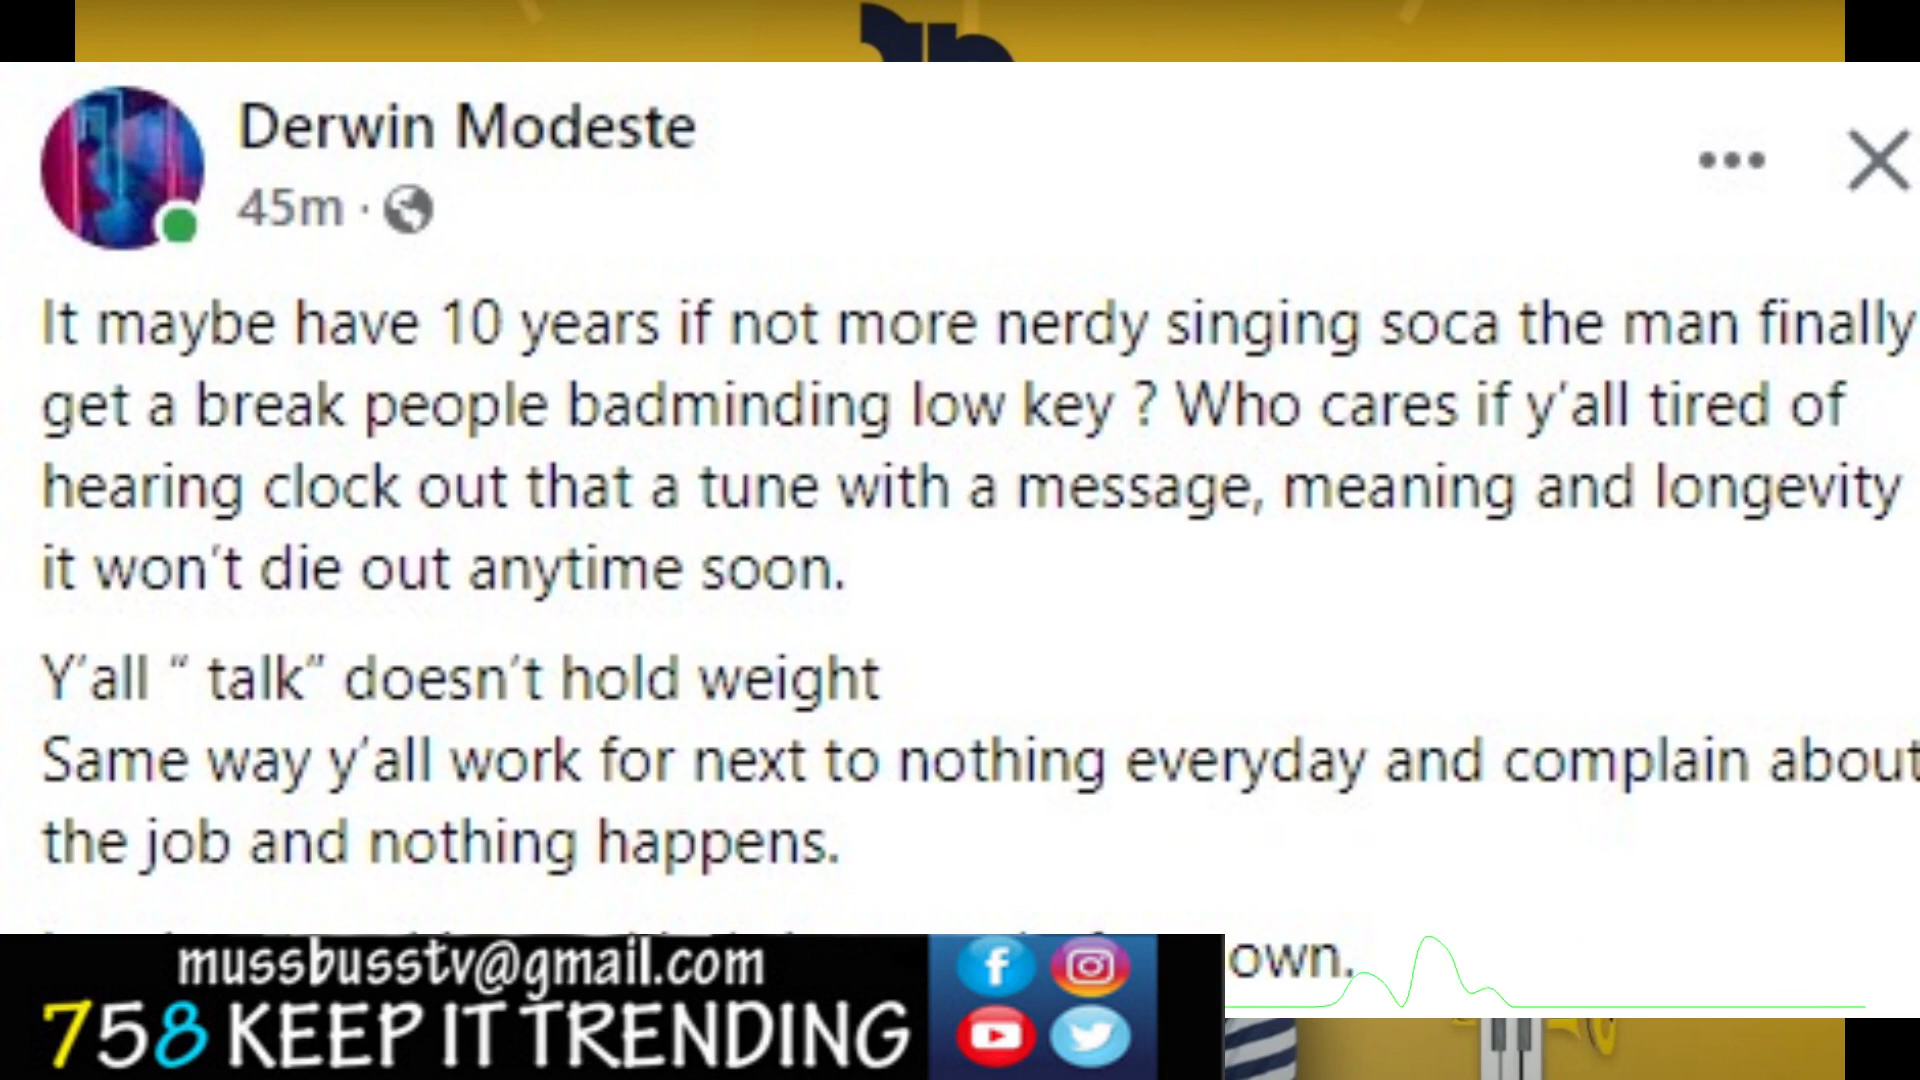 Derwin Modeste
45m ·
It maybe have 10 years if not more nerdy singing soca the man finally
get a break people badminding low key ? Who cares if y'all tired of
hearing clock out that a tune with a message, meaning and longevity
it won't die out anytime soon.
Y'all “ talk” doesn't hold weight
Same way y'all work for next to nothing everyday and complain about
the job and nothing happens.
own.
mussbusstv@gmail.com
758 KEEP IT TRENDING